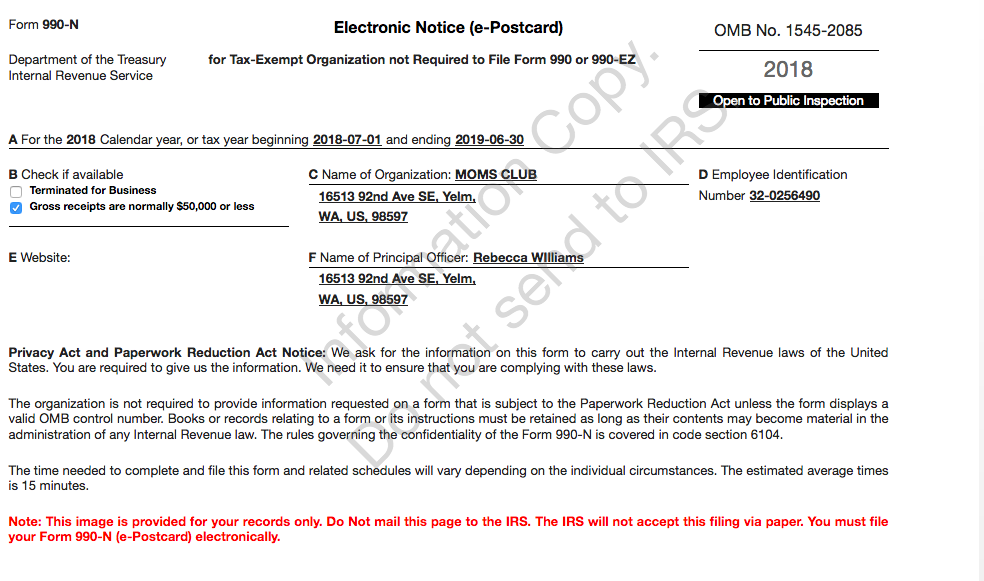 Form 990-N
Electronic Notice (e-Postcard)
OMB No. 1545-2085
Department of the Treasury
Internal Revenue Service
for Tax-Exempt Organization not Required to File Form 990 or 990-EZ
2018
Open to Public Inspection
A For the 2018 Calendar year, or tax year beginning 2018-07-01 and ending 2019-06-30
B Check if available
Terminated for Business
Gross receipts are normally $50,000 or less
C Name of Organization: MOMS CLUB
16513 92nd Ave SE, Yelm,
WA, US, 98597
D Employee Identification
Number 32-0256490
E Website:
F Name of Principal Officer: Rebecca WIlliams
16513 92nd Ave SE, Yelm,
WA, US, 98597
Privacy Act and Paperwork Reduction Act Notice: We ask for the information on this form to carry out the Internal Revenue laws of the United
States. You are required to give us the information. We need it to ensure that you are complying with these laws.
The organization is not required to provide information requested on a form that is subject to the Paperwork Reduction Act unless the form displays a
valid OMB control number. Books or records relating to a form or its instructions must be retained as long as their contents may become material in the
administration of any Internal Revenue law. The rules governing the confidentiality of the Form 990-N is covered in code section 6104.
The time needed to complete and file this form and related schedules will vary depending on the individual circumstances. The estimated average times
is 15 minutes.
Note: This image is provided for your records only. Do Not mail this page to the IRS. The IRS will not accept this filing via paper. You must file
your Form 990-N (e-Postcard) electronically.
Information Copy.
Do not send to IRS